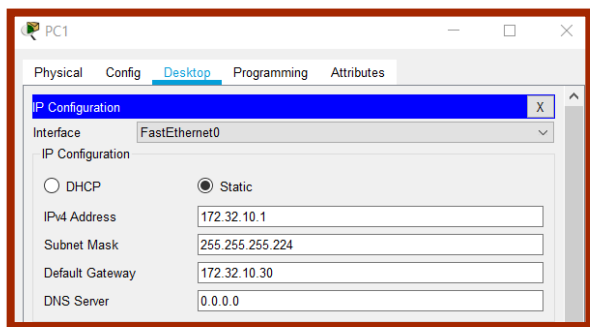 PC1
Physical Config Desktop Programming Attributes
IP Configuration X
Interface FastEthernet0
IP Configuration
DHCP Static
IPv4 Address 172.32.10.1
Subnet Mask 255.255.255.224
Default Gateway 172.32.10.30
DNS Server 0.0.0.0